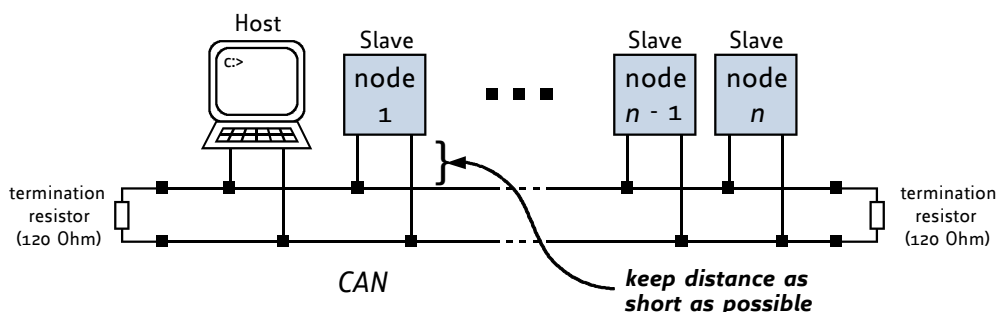 Host
C:>
Slave
node
1
Slave
node
n - 1
Slave
node
n
termination
resistor
(120 Ohm)
termination
resistor
(120 Ohm)
CAN
keep distance as
short as possible